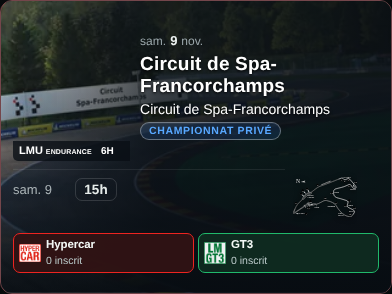 sam. 9 nov.
Circuit de Spa-
Francorchamps
Circuit de Spa-Francorchamps
CHAMPIONNAT PRIVÉ
Circuit
Spa-Francorchamps
LMU ENDURANCE 6H
sam. 9 15h
HYPER
CAR
Hypercar
0 inscrit
LM
GT3
GT3
0 inscrit